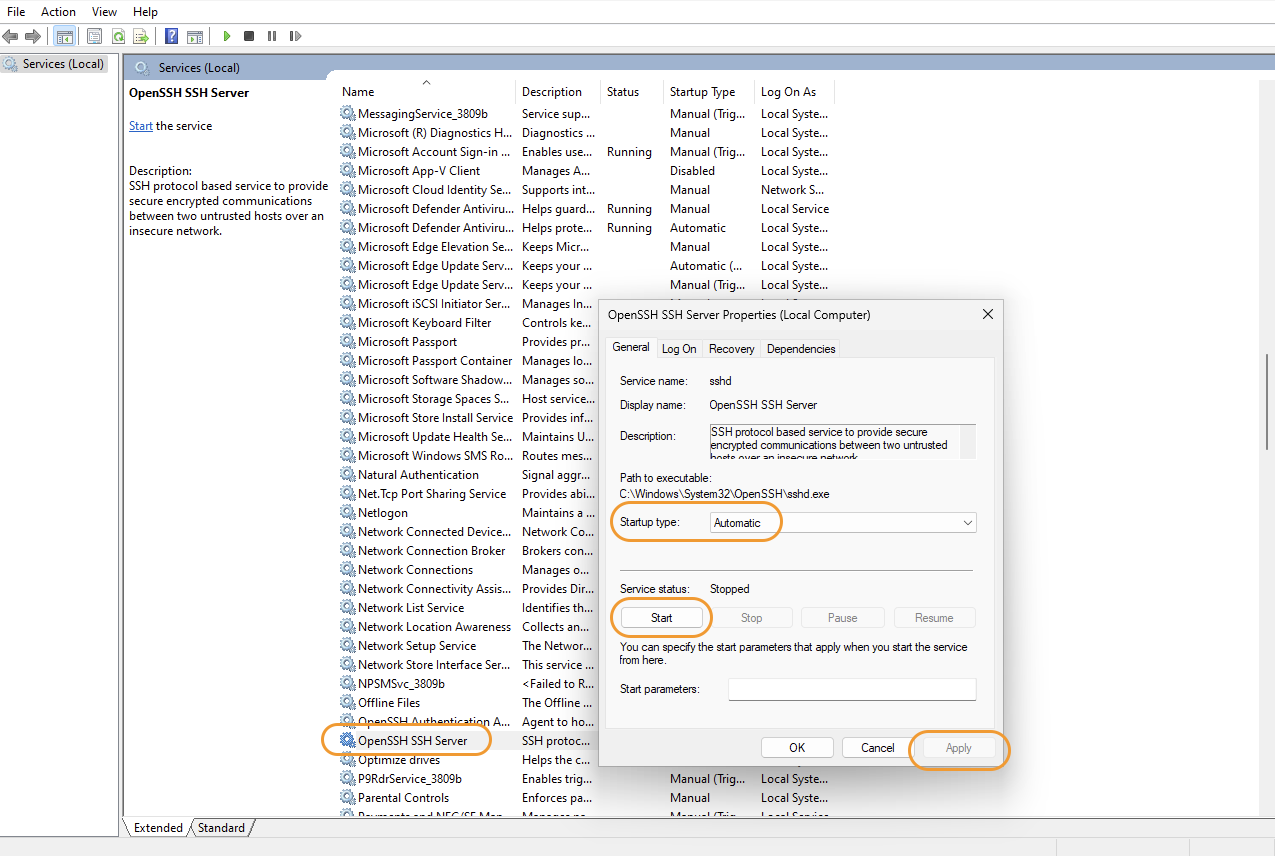 File Action View Help
Services (Local)
Services (Local)
OpenSSH SSH Server
Start the service
Description:
SSH protocol based service to provide
secure encrypted communications
between two untrusted hosts over an
insecure network.
Name Description Status Startup Type Log On As
MessagingService_3809b Service sup... Manual (Trig... Local Syste...
Microsoft (R) Diagnostics H... Diagnostics ... Manual Local Syste...
Microsoft Account Sign-in ... Enables use... Running Manual (Trig... Local Syste...
Microsoft App-V Client Manages A... Disabled Local Syste...
Microsoft Cloud Identity Se... Supports int... Manual Network S...
Microsoft Defender Antiviru... Helps guard... Running Manual Local Service
Microsoft Defender Antiviru... Helps prote... Running Automatic Local Syste...
Microsoft Edge Elevation Se... Keeps Micr... Manual Local Syste...
Microsoft Edge Update Serv... Keeps your ... Automatic (... Local Syste...
Microsoft Edge Update Serv... Keeps your ... Manual (Trig... Local Syste...
Microsoft iSCSI Initiator Ser... Manages In...
Microsoft Keyboard Filter Controls ke...
Microsoft Passport Provides pr...
Microsoft Passport Container Manages lo...
Microsoft Software Shadow... Manages so...
Microsoft Storage Spaces S... Host service...
Microsoft Store Install Service Provides inf...
Microsoft Update Health Se... Maintains U...
Microsoft Windows SMS Ro... Routes mes...
Natural Authentication Signal aggr...
Net.Tcp Port Sharing Service Provides abi...
Netlogon Maintains a ...
Network Connected Device... Network Co...
Network Connection Broker Brokers con...
Network Connections Manages o...
Network Connectivity Assis... Provides Dir...
Network List Service Identifies th...
Network Location Awareness Collects an...
Network Setup Service The Networ...
Network Store Interface Ser... This service ...
NPSMSvc_3809b <Failed to R...
Offline Files The Offline ...
OpenSSH Authentication A... Agent to ho...
OpenSSH SSH Server SSH protoc...
Optimize drives Helps the c...
P9RdrService_3809b Enables trig... Manual (Trig... Local Syste...
Parental Controls Enforces pa... Manual Local Syste...
OpenSSH SSH Server Properties (Local Computer)
General Log On Recovery Dependencies
Service name: sshd
Display name: OpenSSH SSH Server
Description: SSH protocol based service to provide secure
encrypted communications between two untrusted
hosts over an insecure network.
Path to executable:
C:\Windows\System32\OpenSSH\sshd.exe
Startup type: Automatic
Service status: Stopped
Start Stop Pause Resume
You can specify the start parameters that apply when you start the service
from here.
Start parameters:
OK Cancel Apply
Extended Standard